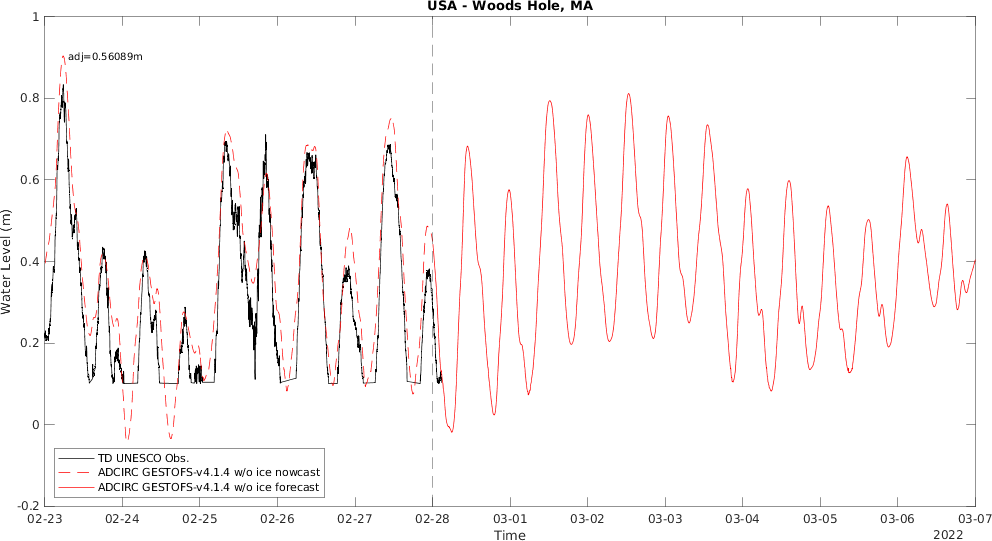 USA - Woods Hole, MA
adj=0.56089m
Water Level (m)
1
0.8
0.6
0.4
0.2
0
-0.2
TD UNESCO Obs.
ADCIRC GESTOFS-v4.1.4 w/o ice nowcast
ADCIRC GESTOFS-v4.1.4 w/o ice forecast
02-23 02-24 02-25 02-26 02-27 02-28 03-01 03-02 03-03 03-04 03-05 03-06 03-07
Time
2022